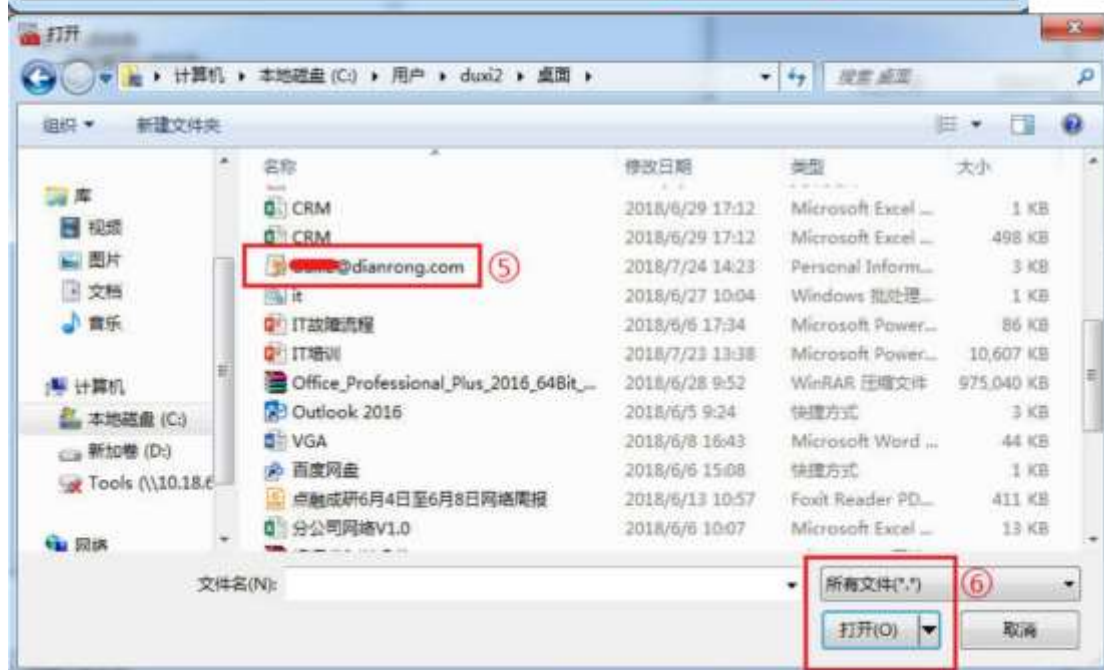 打开
计算机 ▸ 本地磁盘 (C:) ▸ 用户 ▸ duxi2 ▸ 桌面 ▸
搜索 桌面
组织 新建文件夹
名称 修改日期 类型 大小
库
视频
图片
文档
音乐
计算机
本地磁盘 (C:)
新加卷 (D:)
Tools (\\10.18.6
网络
CRM 2018/6/29 17:12 Microsoft Excel ... 1 KB
CRM 2018/6/29 17:12 Microsoft Excel ... 498 KB
@dianrong.com ⑤ 2018/7/24 14:23 Personal Inform... 3 KB
it 2018/6/27 10:04 Windows 批处理... 1 KB
IT故障流程 2018/6/6 17:34 Microsoft Power... 86 KB
IT培训 2018/7/23 13:38 Microsoft Power... 10,607 KB
Office_Professional_Plus_2016_64Bit_... 2018/6/28 9:52 WinRAR 压缩文件 975,040 KB
Outlook 2016 2018/6/5 9:24 快捷方式 3 KB
VGA 2018/6/8 16:43 Microsoft Word ... 44 KB
百度网盘 2018/6/6 15:08 快捷方式 1 KB
点融成研6月4日至6月8日网络周报 2018/6/13 10:57 Foxit Reader PD... 411 KB
分公司网络V1.0 2018/6/6 10:07 Microsoft Excel ... 13 KB
文件名(N): 所有文件(*.*) ⑥
打开(O) 取消